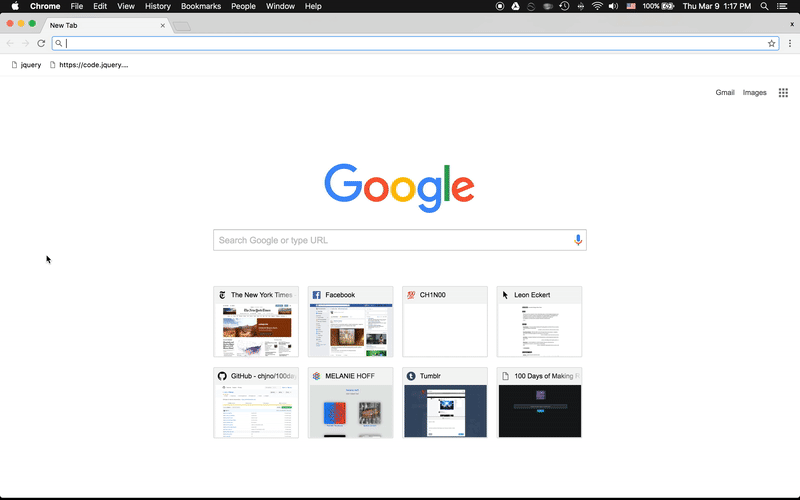 Chrome File Edit View History Bookmarks People Window Help 100% Thu Mar 9 1:17 PM
New Tab
jquery https://code.jquery....
Gmail Images
Google
Search Google or type URL
The New York Times - Facebook CH1N00 Leon Eckert
GitHub - chjno/100day MELANIE HOFF Tumblr 100 Days of Making F